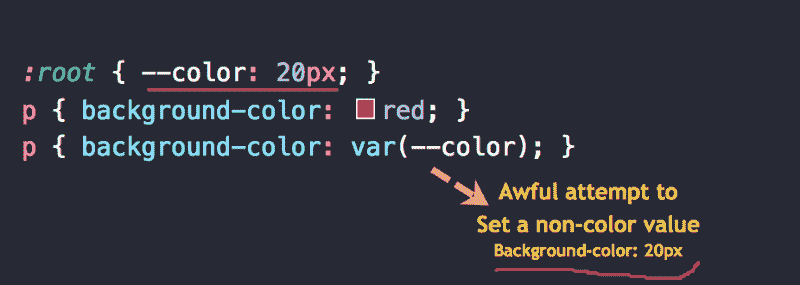 :root { --color: 20px; }
p { background-color: red; }
p { background-color: var(--color); }
Awful attempt to
Set a non-color value
Background-color: 20px